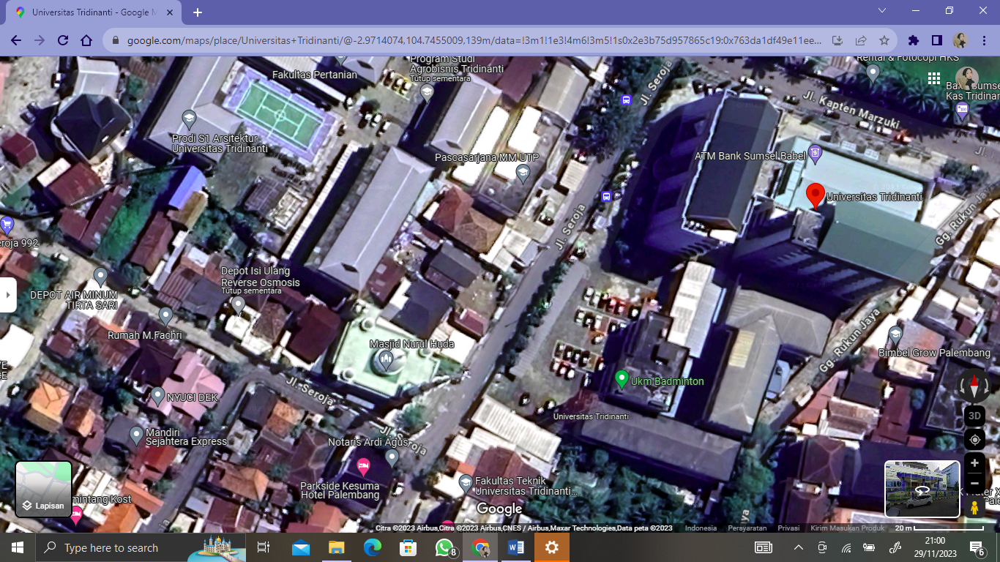 Universitas Tridinanti - Google M
google.com/maps/place/Universitas+Tridinanti/@-2.9714074,104.7455009,139m/data=!3m1!1e3!4m6!3m5!1s0x2e3b75d957865c19:0x763da1df49e11ee...
Program Studi
Agrobisnis Tridinanti
Tutup sementara
Fakultas Pertanian
Rental & Fotocopi HKS
Jl. Seroja
Jl. Kapten Marzuki
Kas Tridinan
Prodi S1 Arsitektur
Universitas Tridinanti
Pascasarjana MM UTP
ATM Bank Sumsel Babel
Jl.
Universitas Tridinanti
Jl. Seroja
Gg. Rukun Ja
eroja 992
Depot Isi Ulang
Reverse Osmosis
Tutup sementara
DEPOT AIR MINUM
TIRTA SARI
Rumah M.Fachri
Masjid Nurul Huda
Gg. Rukun Jaya
Bimbel Grow Palembang
Jl. Seroja
Ukm Badminton
NYUCI DEK
Universitas Tridinanti
3D
Mandiri
Sejahtera Express
Notaris Ardi Agus
Jl. Seroja
Parkside Kesuma
Hotel Palembang
Fakultas Teknik
Universitas Tridinanti...
mintang Kost
Lapisan
Google
Citra ©2023 Airbus,Citra ©2023 Airbus,CNES / Airbus,Maxar Technologies,Data peta ©2023
Indonesia
Persyaratan
Privasi
Kirim Masukan Produk
20 m
Type here to search
8
W
21:00
29/11/2023
6